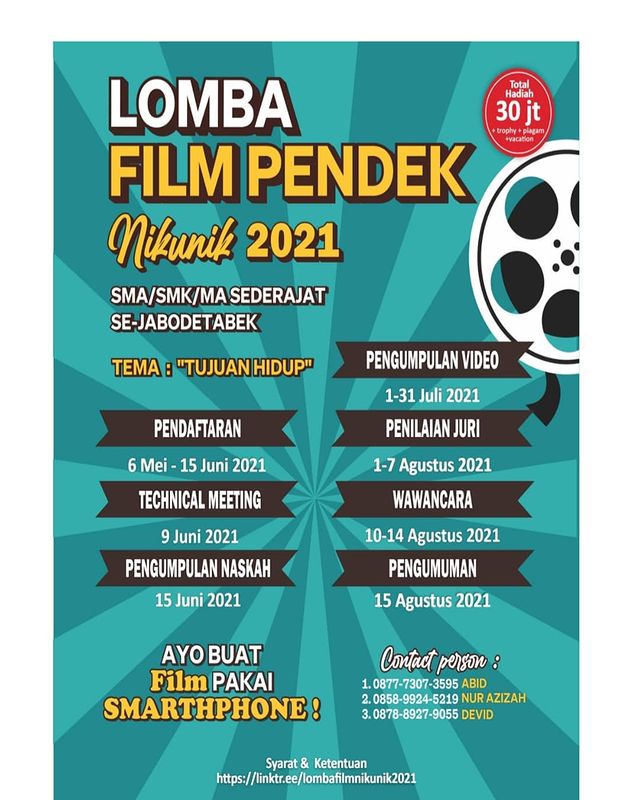 LOMBA
FILM PENDEK
Nikunik 2021
Total
Hadiah
30 jt
+ trophy + piagam
+vacation
SMA/SMK/MA SEDERAJAT
SE-JABODETABEK
TEMA : "TUJUAN HIDUP"
PENDAFTARAN
6 Mei - 15 Juni 2021
TECHNICAL MEETING
9 Juni 2021
PENGUMPULAN NASKAH
15 Juni 2021
PENGUMPULAN VIDEO
1-31 Juli 2021
PENILAIAN JURI
1-7 Agustus 2021
WAWANCARA
10-14 Agustus 2021
PENGUMUMAN
15 Agustus 2021
AYO BUAT
Film PAKAI
SMARTHPHONE !
Contact person :
1. 0877-7307-3595 ABID
2. 0858-9924-5219 NUR AZIZAH
3. 0878-8927-9055 DEVID
Syarat & Ketentuan
https://linktr.ee/lombafilmnikunik2021